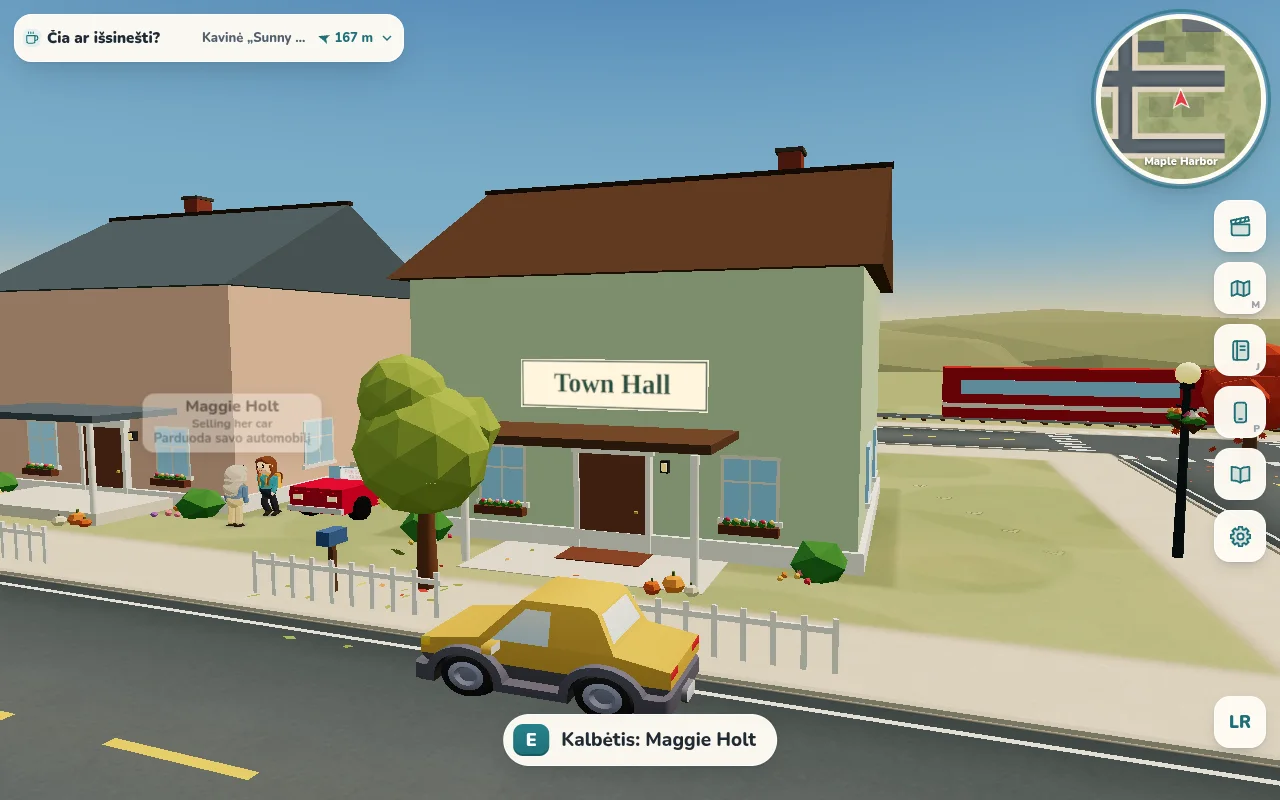 Čia ar išsinešti?
Kavinė „Sunny ...
167 m
Maple Harbor
M
J
P
Town Hall
Maggie Holt
Selling her car
Parduoda savo automobilį
LR
E Kalbėtis: Maggie Holt